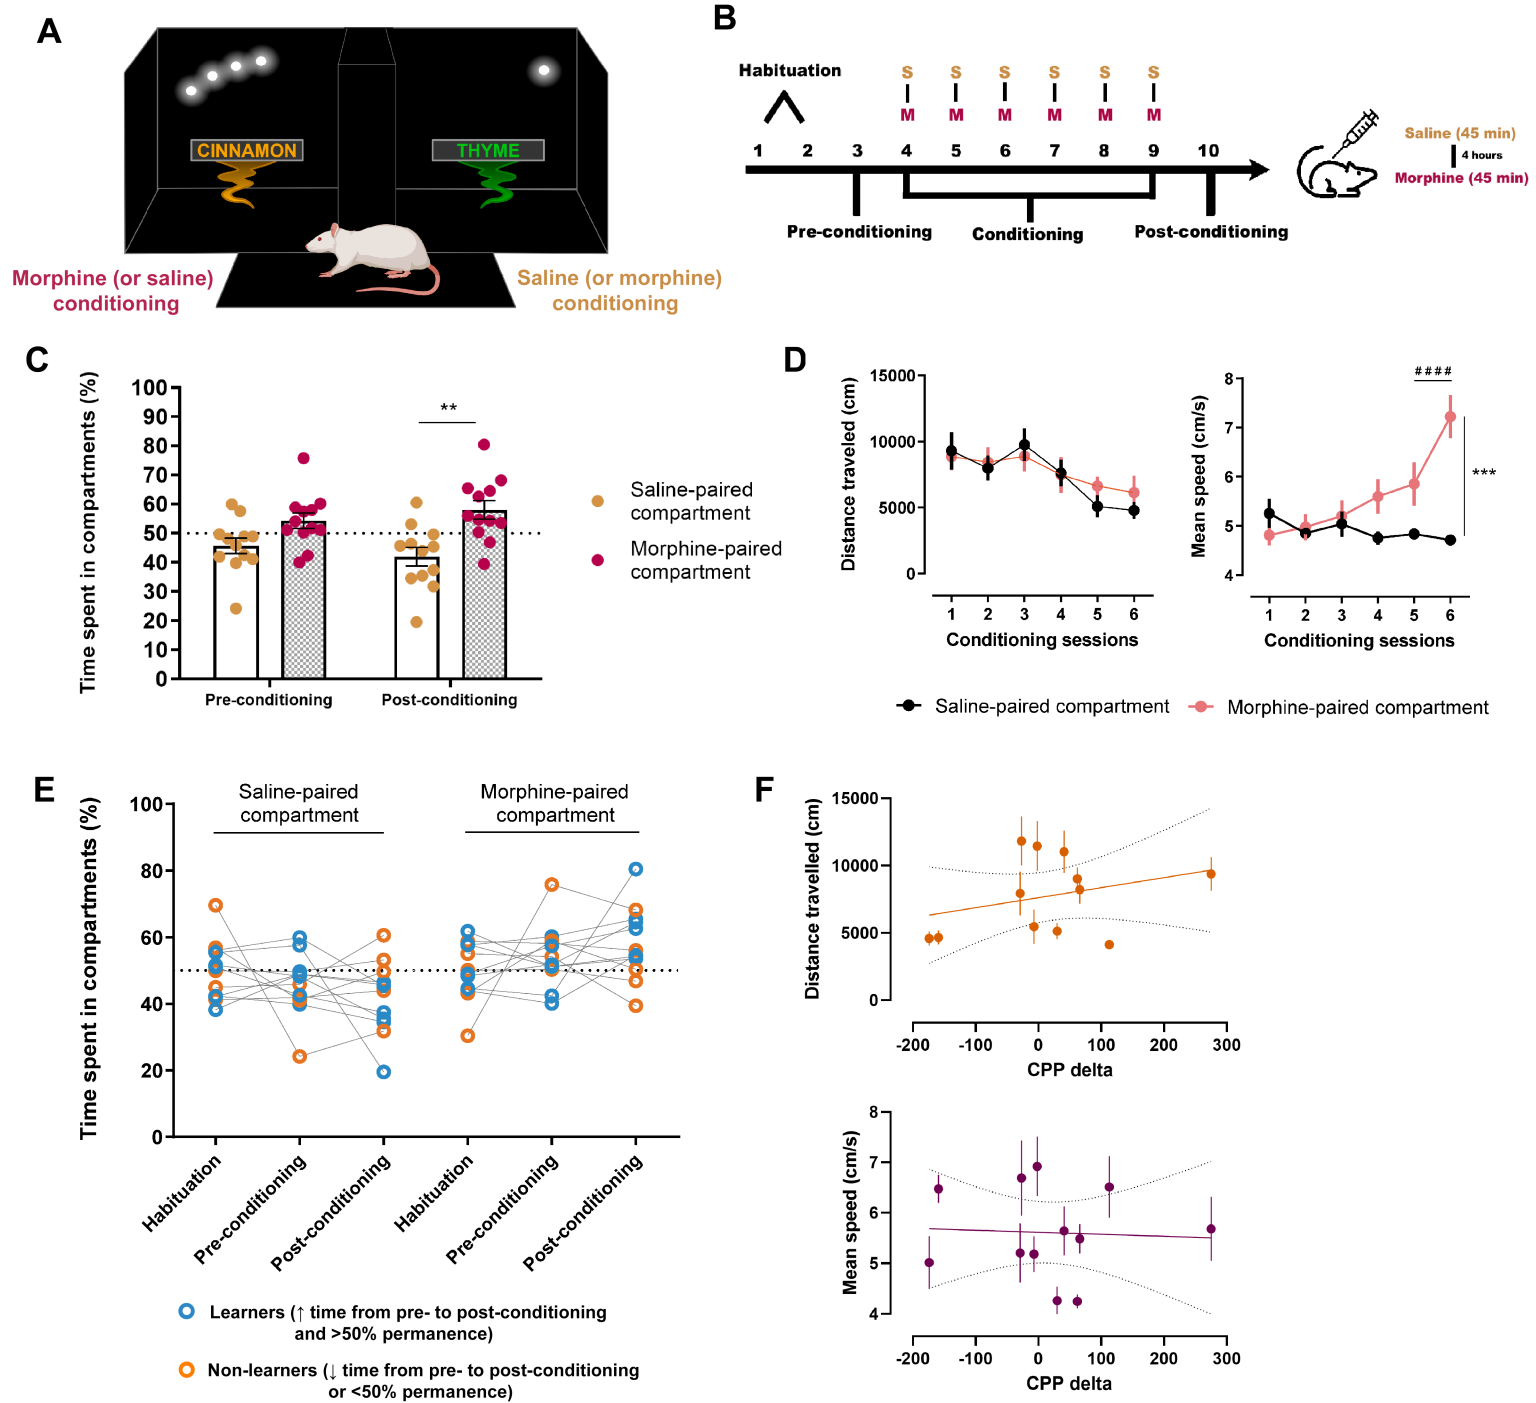 A
CINNAMON
THYME
Morphine (or saline)
conditioning
Saline (or morphine)
conditioning
B
Habituation
S S S S S S
M M M M M M
1 2 3 4 5 6 7 8 9 10
Pre-conditioning
Conditioning
Post-conditioning
Saline (45 min)
4 hours
Morphine (45 min)
C
Time spent in compartments (%)
100
90
80
70
60
50
40
30
20
10
0
**
Pre-conditioning
Post-conditioning
Saline-paired
compartment
Morphine-paired
compartment
D
Distance traveled (cm)
15000
10000
5000
0
1 2 3 4 5 6
Conditioning sessions
Mean speed (cm/s)
8
7
6
5
4
####
***
1 2 3 4 5 6
Conditioning sessions
Saline-paired compartment
Morphine-paired compartment
E
Time spent in compartments (%)
100
80
60
40
20
0
Saline-paired
compartment
Morphine-paired
compartment
Habituation
Pre-conditioning
Post-conditioning
Habituation
Pre-conditioning
Post-conditioning
Learners (↑ time from pre- to post-conditioning
and >50% permanence)
Non-learners (↓ time from pre- to post-conditioning
or <50% permanence)
F
Distance travelled (cm)
15000
10000
5000
0
-200 -100 0 100 200 300
CPP delta
Mean speed (cm/s)
8
7
6
5
4
-200 -100 0 100 200 300
CPP delta